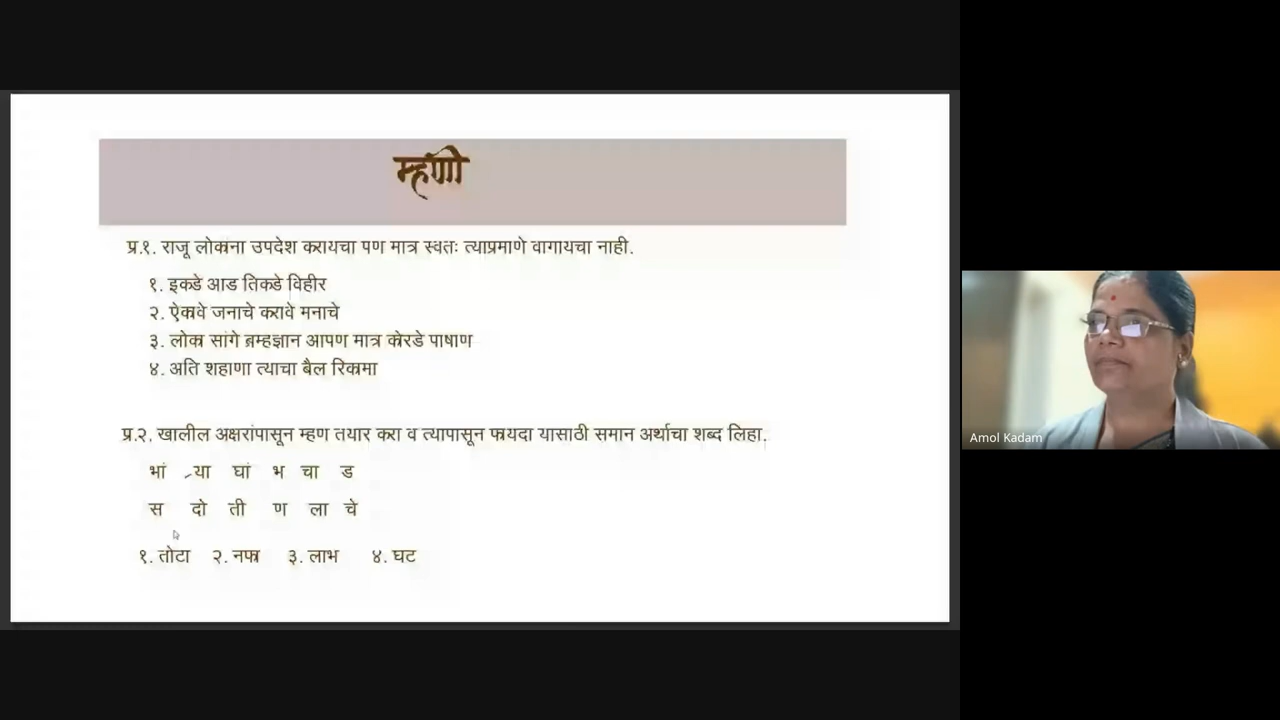 म्हणी
प्र.१. राजू लोकांना उपदेश करायचा पण मात्र स्वतः त्याप्रमाणे वागायचा नाही.
१. इकडे आड तिकडे विहीर
२. ऐकावे जनाचे करावे मनाचे
३. लोका सांगे ब्रम्हज्ञान आपण मात्र कोरडे पाषाण
४. अति शहाणा त्याचा बैल रिकामा
प्र.२. खालील अक्षरांपासून म्हण तयार करा व त्यापासून फायदा यासाठी समान अर्थाचा शब्द लिहा.
भां ऱ्या घां भ चा ड
स दो ती ण ला चे
१. तोटा २. नफा ३. लाभ ४. घट
Amol Kadam